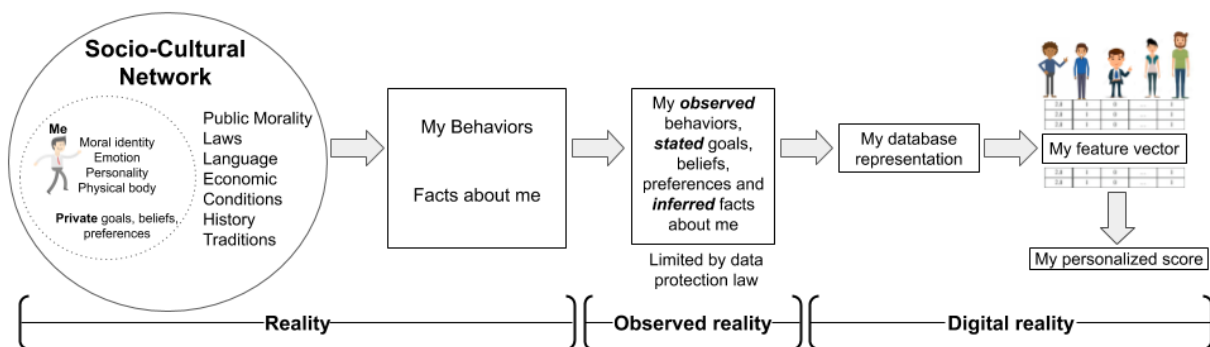 Socio-Cultural
Network
Me
Moral identity
Emotion
Personality
Physical body
Private goals, beliefs,
preferences
Public Morality
Laws
Language
Economic
Conditions
History
Traditions
My Behaviors
Facts about me
My observed
behaviors,
stated goals,
beliefs,
preferences and
inferred facts
about me
Limited by data
protection law
My database
representation
My feature vector
My personalized score
Reality
Observed reality
Digital reality